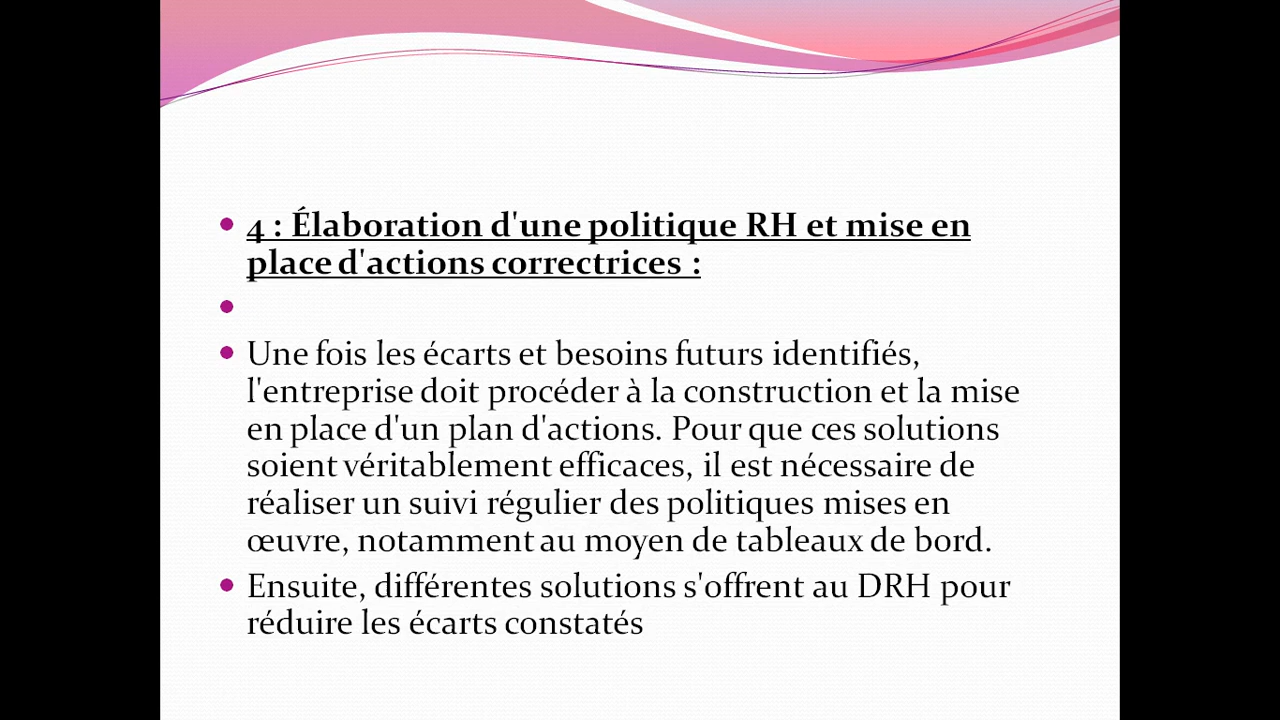 4 : Élaboration d'une politique RH et mise en
place d'actions correctrices :
Une fois les écarts et besoins futurs identifiés,
l'entreprise doit procéder à la construction et la mise
en place d'un plan d'actions. Pour que ces solutions
soient véritablement efficaces, il est nécessaire de
réaliser un suivi régulier des politiques mises en
œuvre, notamment au moyen de tableaux de bord.
Ensuite, différentes solutions s'offrent au DRH pour
réduire les écarts constatés